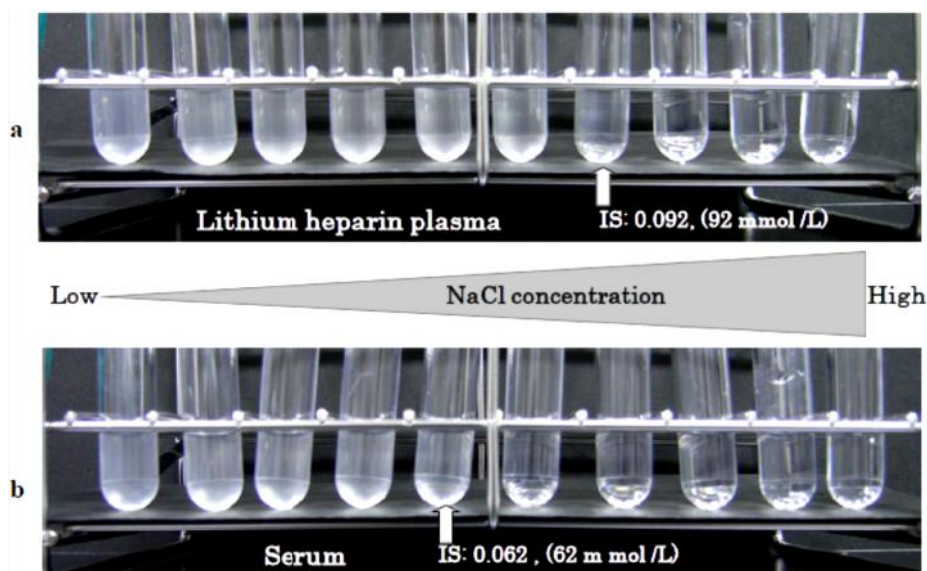 a
Lithium heparin plasma
IS: 0.092, (92 mmol /L)
Low
NaCl concentration
High
b
Serum
IS: 0.062 , (62 m mol /L)